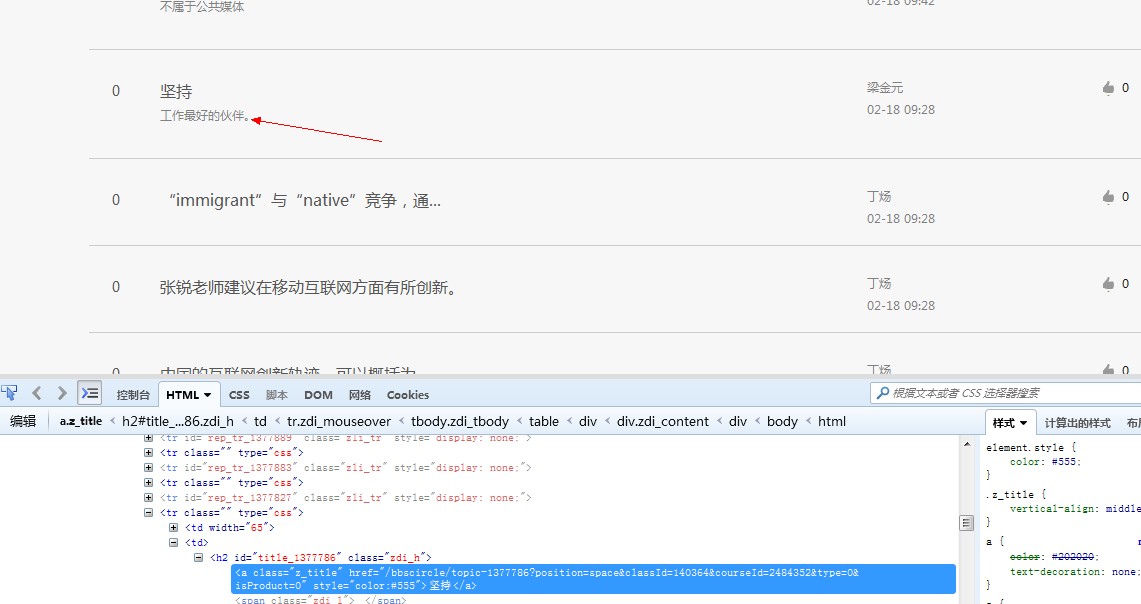 不属于公共媒体
02-18 09:42
0
坚持
工作最好的伙伴。
梁金元
02-18 09:28
0
0
“immigrant”与“native”竞争，通...
丁炀
02-18 09:28
0
0
张锐老师建议在移动互联网方面有所创新。
丁炀
02-18 09:28
0
0
中国的互联网创新轨迹，可以概括为
丁炀
0
控制台 HTML CSS 脚本 DOM 网络 Cookies
根据文本或者 CSS 选择器搜索
编辑 a.z_title < h2#title_...86.zdi_h < td < tr.zdi_mouseover < tbody.zdi_tbody < table < div < div.zdi_content < div < body < html
样式 计算出的样式 布局
<tr id="rep_tr_1377889" class="zli_tr" style="display: none;">
<tr class="" type="css">
<tr id="rep_tr_1377883" class="zli_tr" style="display: none;">
<tr class="" type="css">
<tr id="rep_tr_1377827" class="zli_tr" style="display: none;">
<tr class="" type="css">
<td width="65">
<td>
<h2 id="title_1377786" class="zdi_h">
<a class="z_title" href="/bbscircle/topic-1377786?position=space&classId=140364&courseId=2484352&type=0&
isProduct=0" style="color:#555">坚持</a>
<span class="zdi_l"> </span>
element.style {
color: #555;
}
.z_title {
vertical-align: middle
}
a {
color: #202020;
text-decoration: none;
}